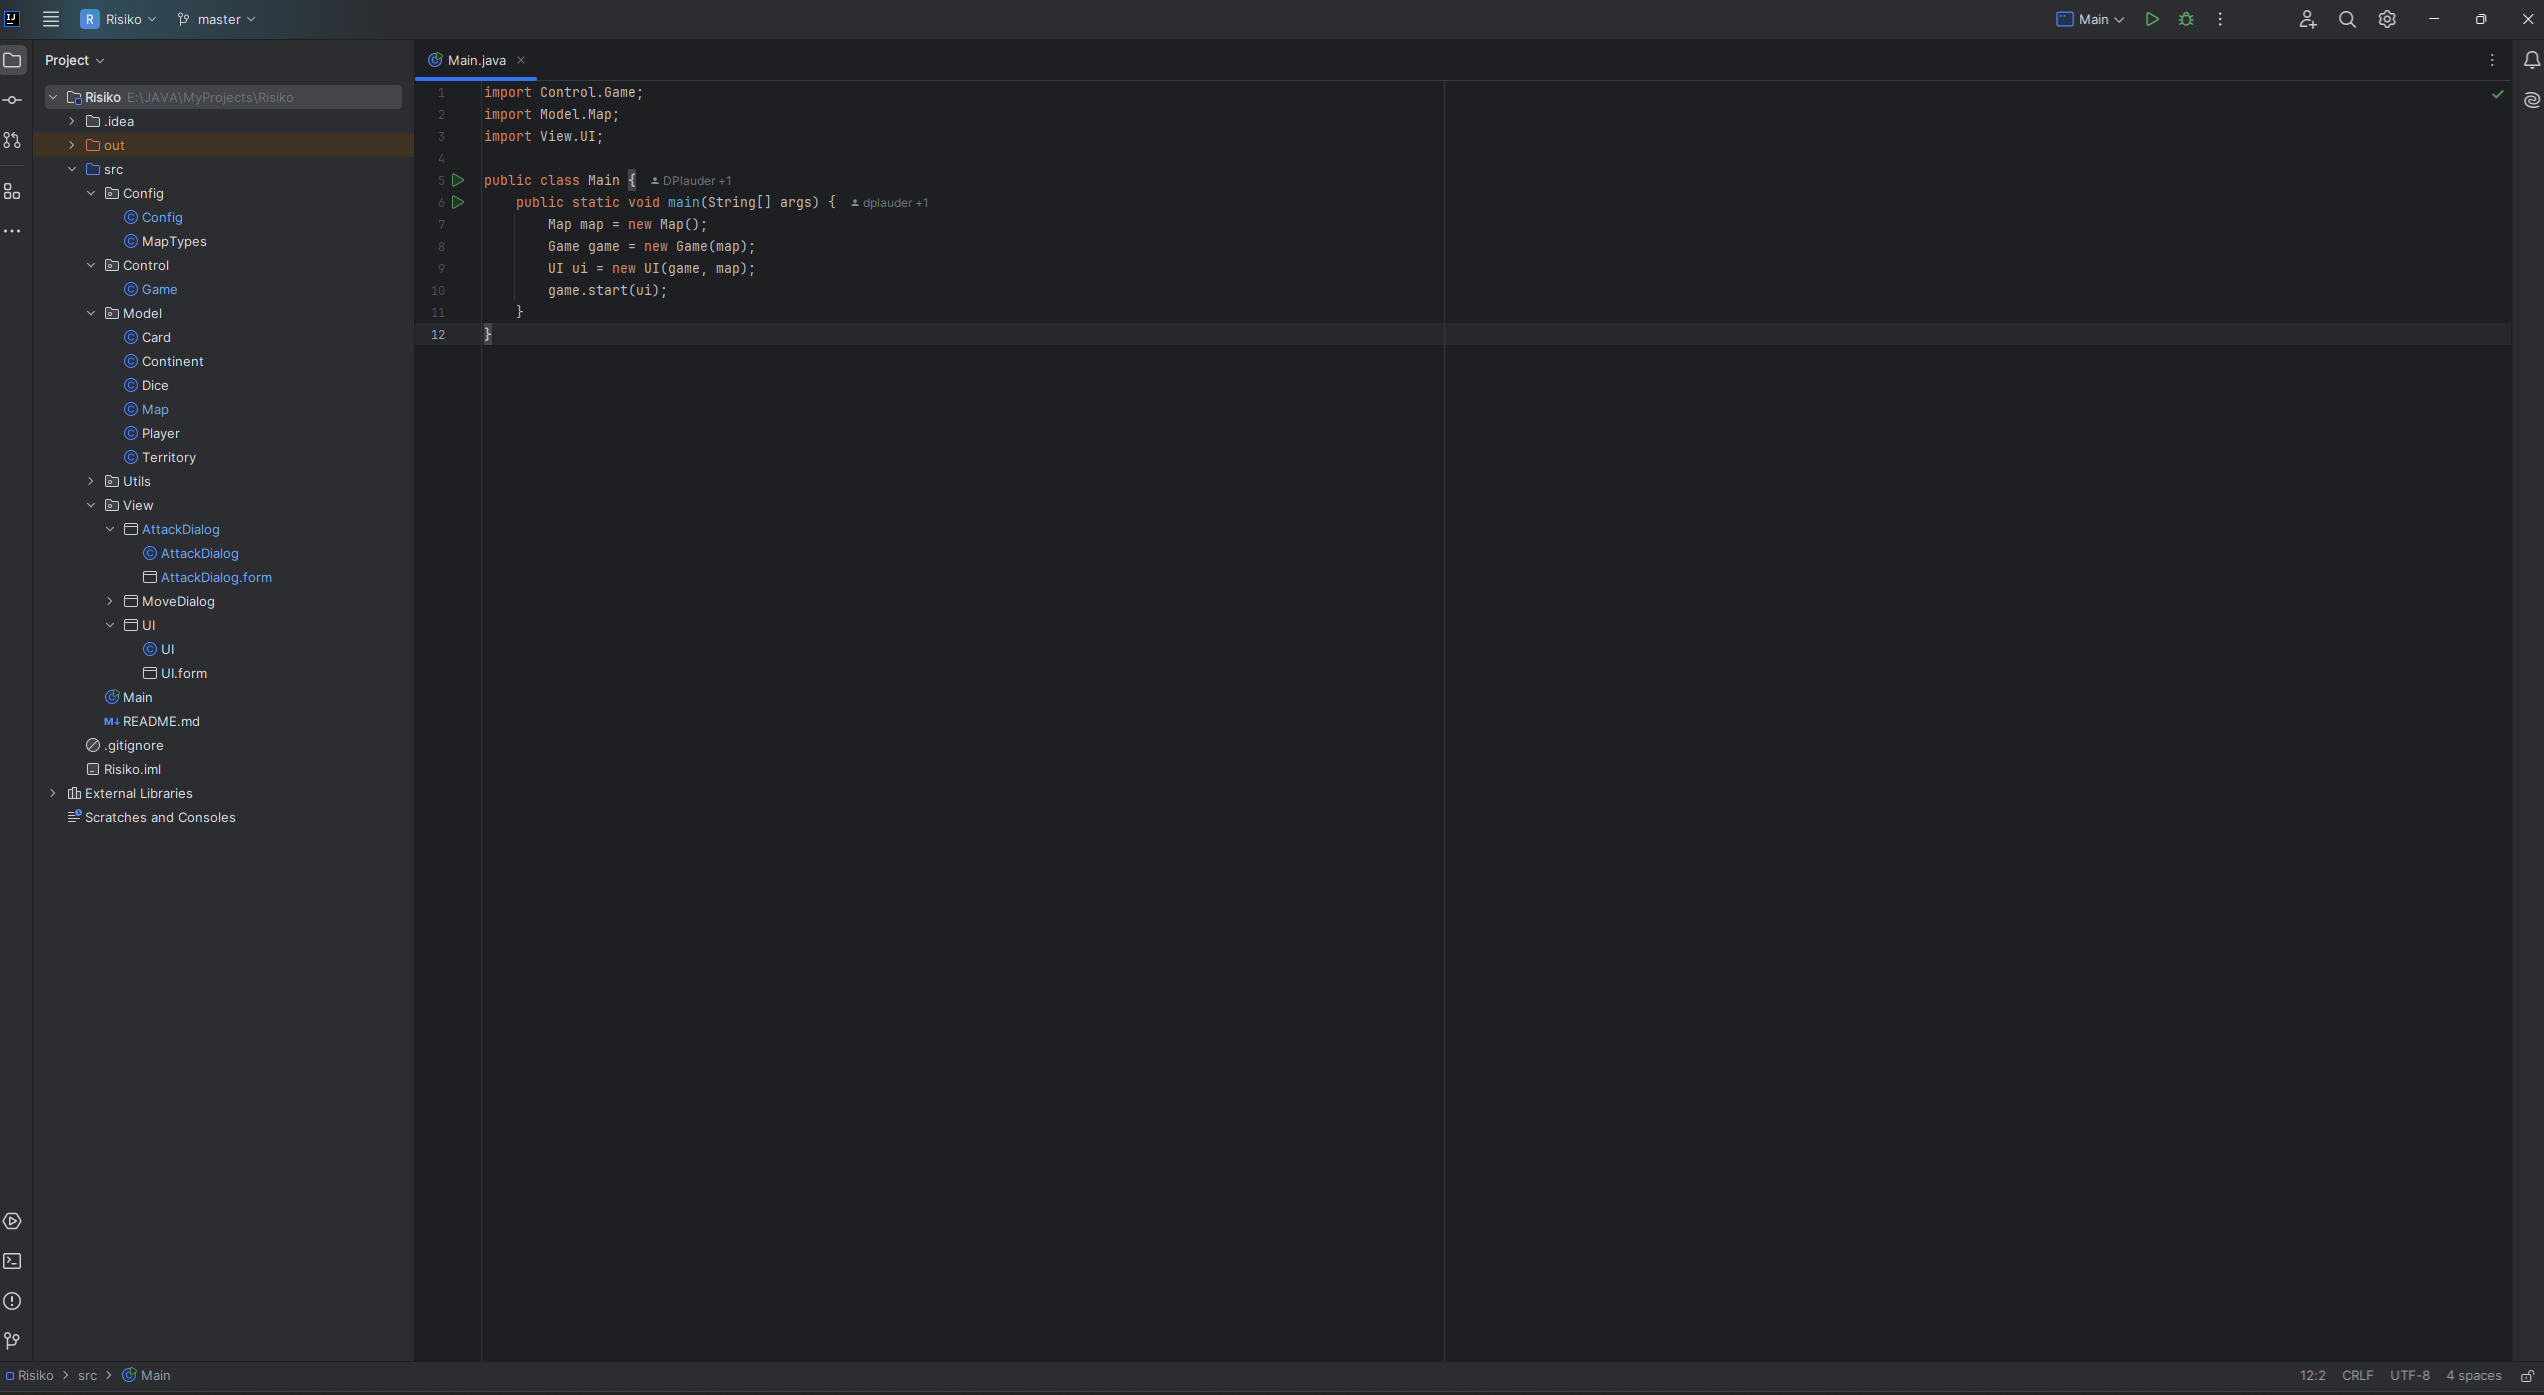 IJ R Risiko master Main
Project
Risiko E:\JAVA\MyProjects\Risiko
.idea
out
src
Config
Config
MapTypes
Control
Game
Model
Card
Continent
Dice
Map
Player
Territory
Utils
View
AttackDialog
AttackDialog
AttackDialog.form
MoveDialog
UI
UI
UI.form
Main
README.md
.gitignore
Risiko.iml
External Libraries
Scratches and Consoles
Main.java
1 import Control.Game;
2 import Model.Map;
3 import View.UI;
4
5 public class Main { DPlauder +1
6 public static void main(String[] args) { dplauder +1
7 Map map = new Map();
8 Game game = new Game(map);
9 UI ui = new UI(game, map);
10 game.start(ui);
11 }
12 }
Risiko > src > Main
12:2 CRLF UTF-8 4 spaces